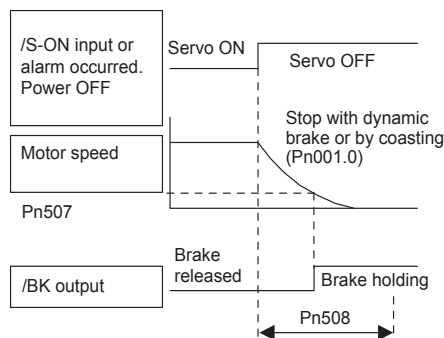 /S-ON input or
alarm occurred.
Power OFF
Servo ON
Servo OFF
Motor speed
Stop with dynamic
brake or by coasting
(Pn001.0)
Pn507
/BK output
Brake
released
Brake holding
Pn508